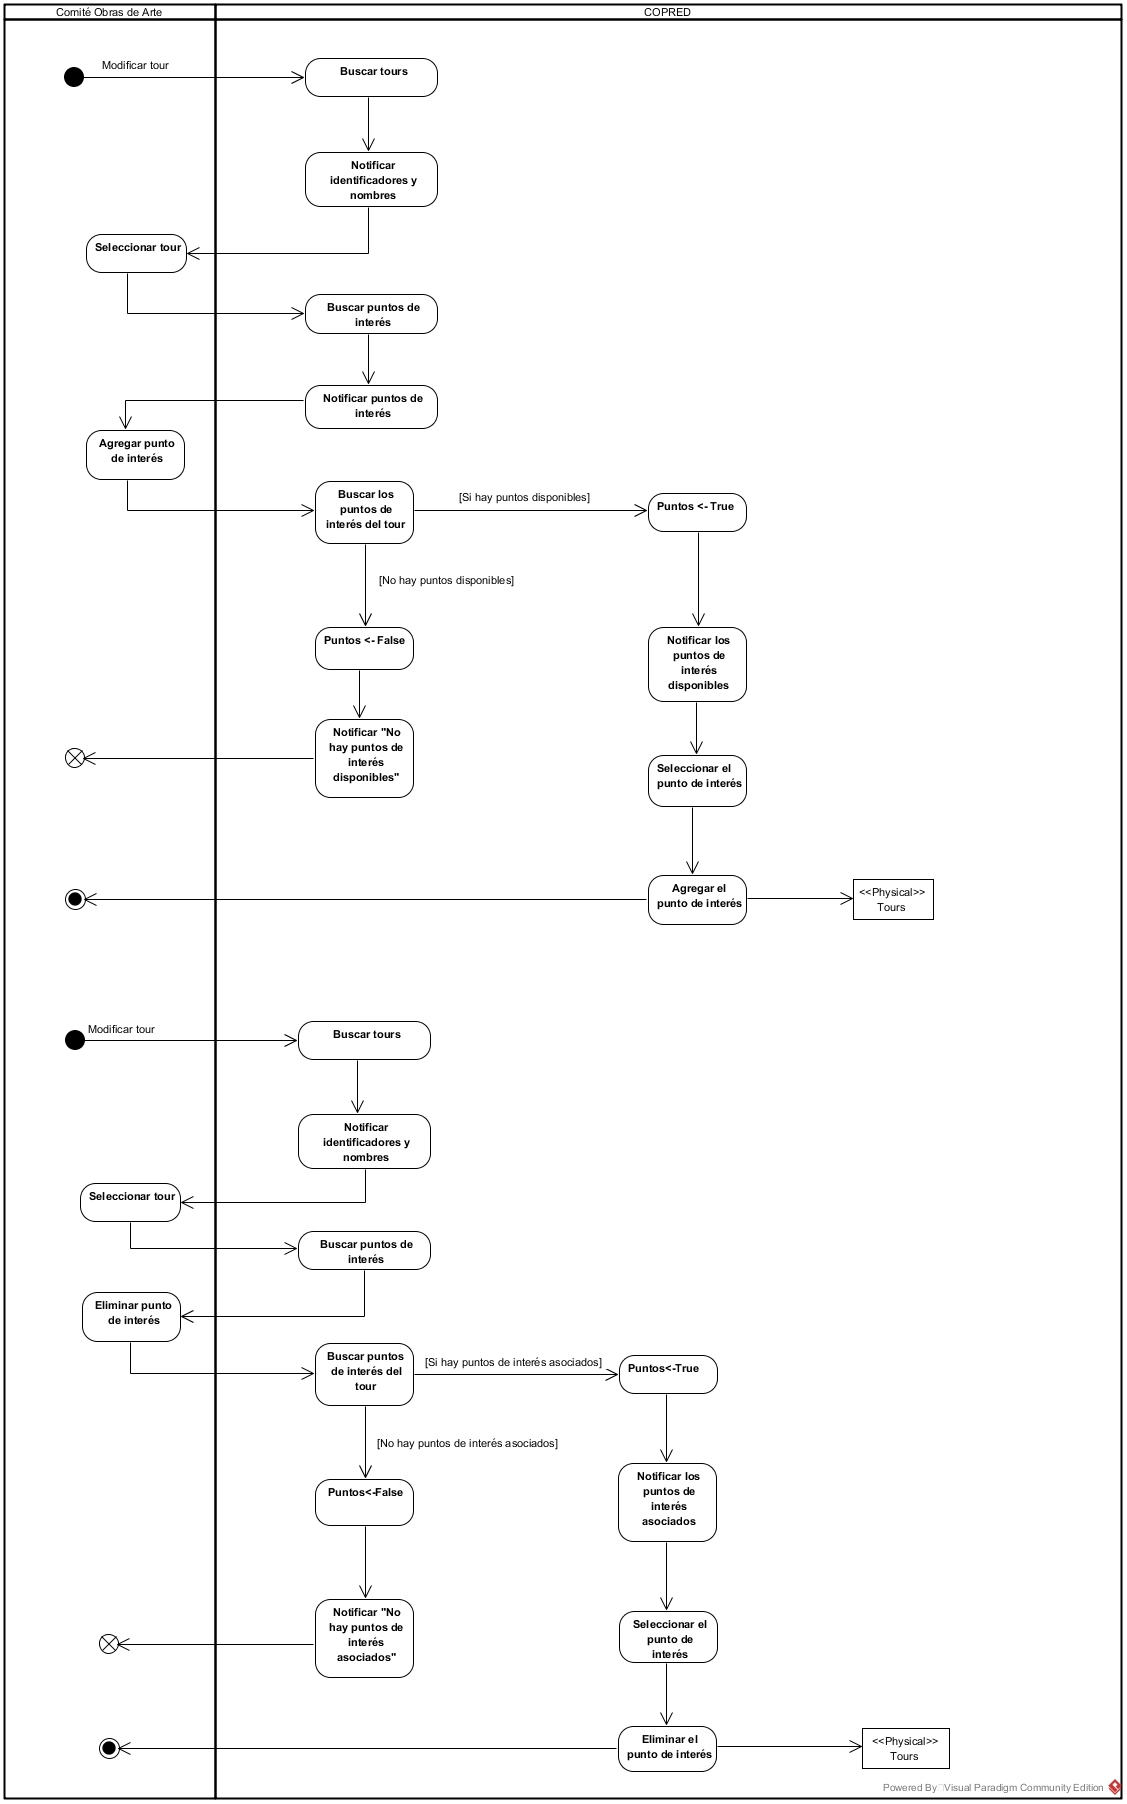 Comité Obras de Arte
COPRED
Modificar tour
Buscar tours
Notificar
identificadores y
nombres
Seleccionar tour
Buscar puntos de
interés
Notificar puntos de
interés
Agregar punto
de interés
Buscar los
puntos de
interés del tour
[Si hay puntos disponibles]
Puntos <- True
[No hay puntos disponibles]
Puntos <- False
Notificar los
puntos de
interés
disponibles
Notificar "No
hay puntos de
interés
disponibles"
Seleccionar el
punto de interés
Agregar el
punto de interés
<<Physical>>
Tours
Modificar tour
Buscar tours
Notificar
identificadores y
nombres
Seleccionar tour
Buscar puntos de
interés
Eliminar punto
de interés
Buscar puntos
de interés del
tour
[Si hay puntos de interés asociados]
Puntos<-True
[No hay puntos de interés asociados]
Puntos<-False
Notificar los
puntos de
interés
asociados
Notificar "No
hay puntos de
interés
asociados"
Seleccionar el
punto de
interés
Eliminar el
punto de interés
<<Physical>>
Tours
Powered By Visual Paradigm Community Edition